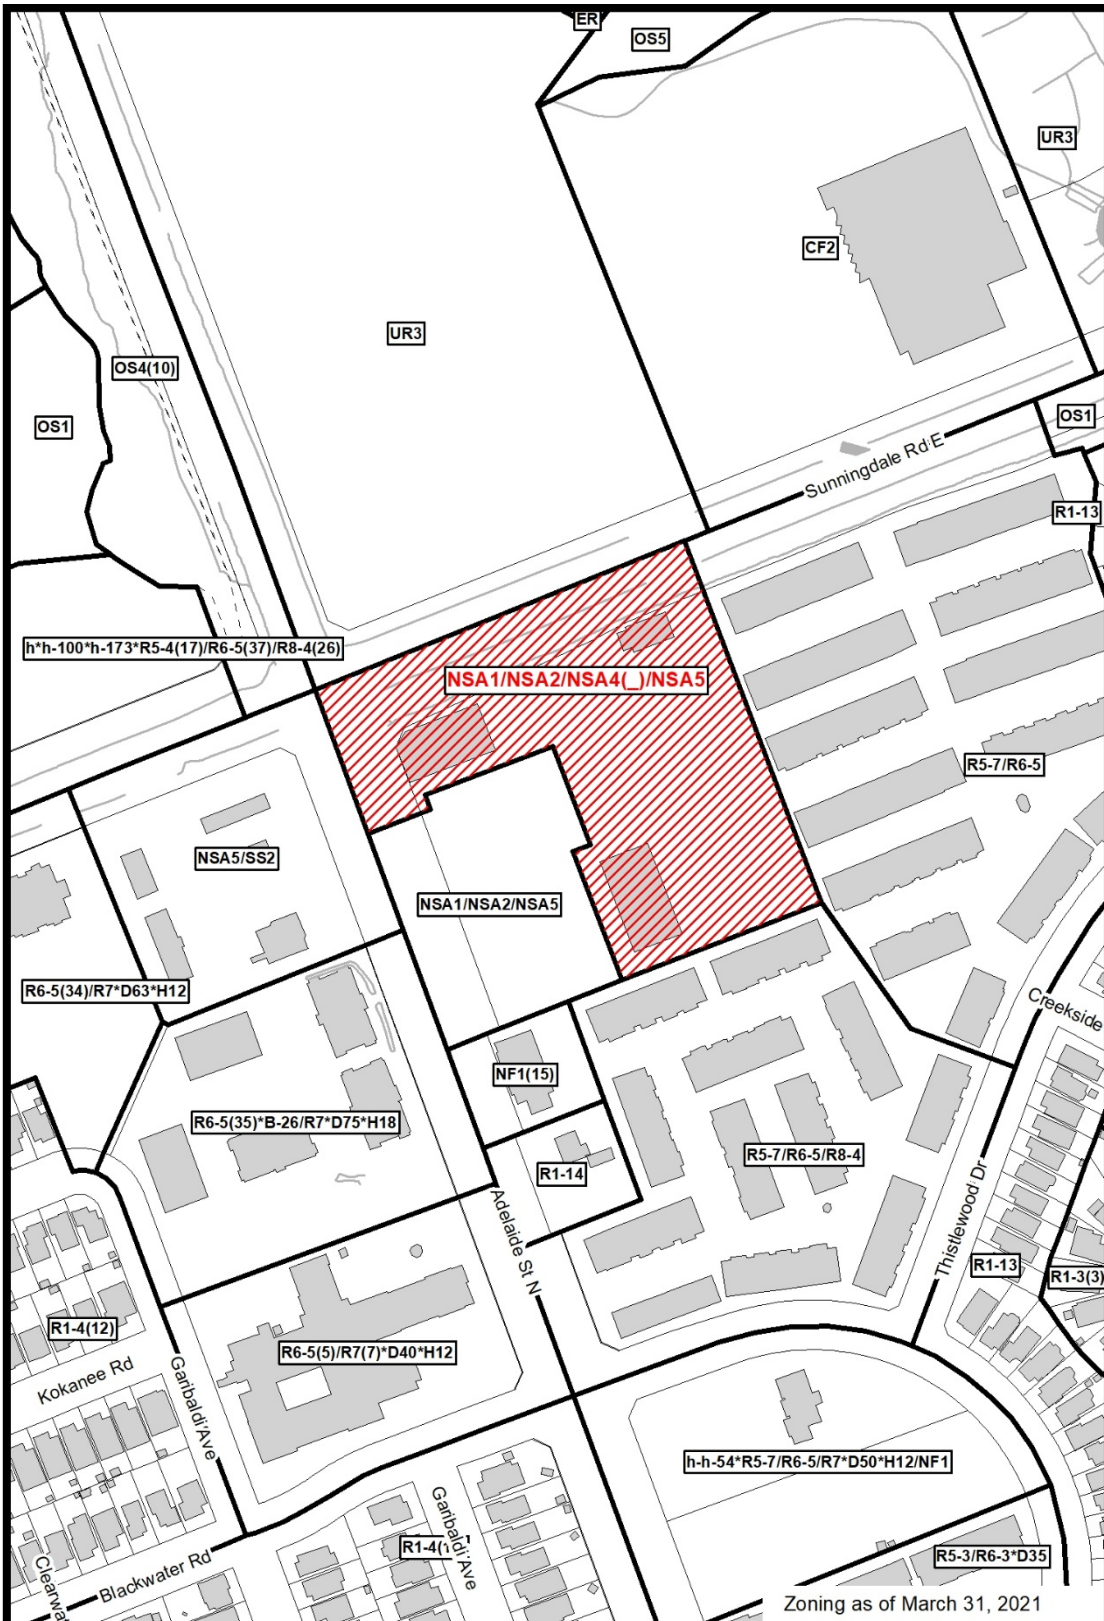 ER
OS5
UR3
CF2
UR3
OS4(10)
OS1
OS1
Sunningdale Rd E
R1-13
h*h-100*h-173*R5-4(17)/R6-5(37)/R8-4(26)
NSA1/NSA2/NSA4(_)/NSA5
R5-7/R6-5
NSA5/SS2
NSA1/NSA2/NSA5
R6-5(34)/R7*D63*H12
Creekside
NF1(15)
R6-5(35)*B-26/R7*D75*H18
R5-7/R6-5/R8-4
R1-14
Adelaide St N
Thistlewood Dr
R1-13
R1-3(3)
R1-4(12)
R6-5(5)/R7(7)*D40*H12
Kokanee Rd
Garibaldi Ave
h-h-54*R5-7/R6-5/R7*D50*H12/NF1
Garibaldi Ave
R1-4(
R5-3/R6-3*D35
Blackwater Rd
Zoning as of March 31, 2021